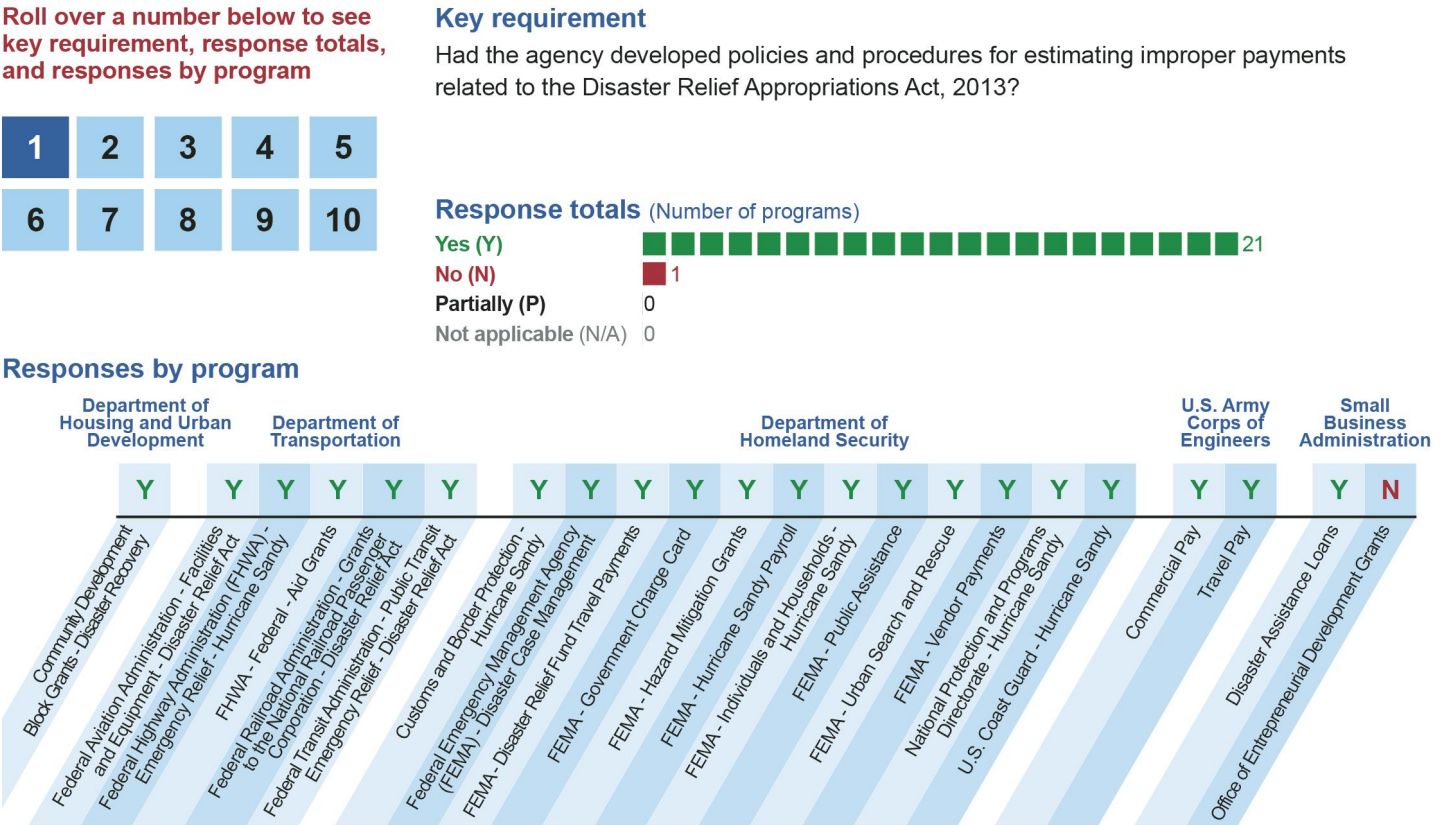 Roll over a number below to see
key requirement, response totals,
and responses by program
1 2 3 4 5
6 7 8 9 10
Key requirement
Had the agency developed policies and procedures for estimating improper payments
related to the Disaster Relief Appropriations Act, 2013?
Response totals (Number of programs)
Yes (Y) 21
No (N) 1
Partially (P) 0
Not applicable (N/A) 0
Responses by program
Department of
Housing and Urban
Development
Department of
Transportation
Department of
Homeland Security
U.S. Army
Corps of
Engineers
Small
Business
Administration
Y Y Y Y Y Y Y Y Y Y Y Y Y Y Y Y Y Y Y Y Y N
Community Development
Block Grants - Disaster Recovery
Federal Aviation Administration - Facilities
and Equipment - Disaster Relief Act
Federal Highway Administration (FHWA) -
Emergency Relief - Hurricane Sandy
FHWA - Federal - Aid Grants
Federal Railroad Administration - Grants
to the National Railroad Passenger
Corporation - Disaster Relief Act
Federal Transit Administration - Public Transit
Emergency Relief - Disaster Relief Act
Customs and Border Protection -
Hurricane Sandy
Federal Emergency Management Agency
(FEMA) - Disaster Case Management
FEMA - Disaster Relief Fund Travel Payments
FEMA - Government Charge Card
FEMA - Hazard Mitigation Grants
FEMA - Hurricane Sandy Payroll
FEMA - Individuals and Households -
Hurricane Sandy
FEMA - Public Assistance
FEMA - Urban Search and Rescue
FEMA - Vendor Payments
National Protection and Programs
Directorate - Hurricane Sandy
U.S. Coast Guard - Hurricane Sandy
Commercial Pay
Travel Pay
Disaster Assistance Loans
Office of Entrepreneurial Development Grants